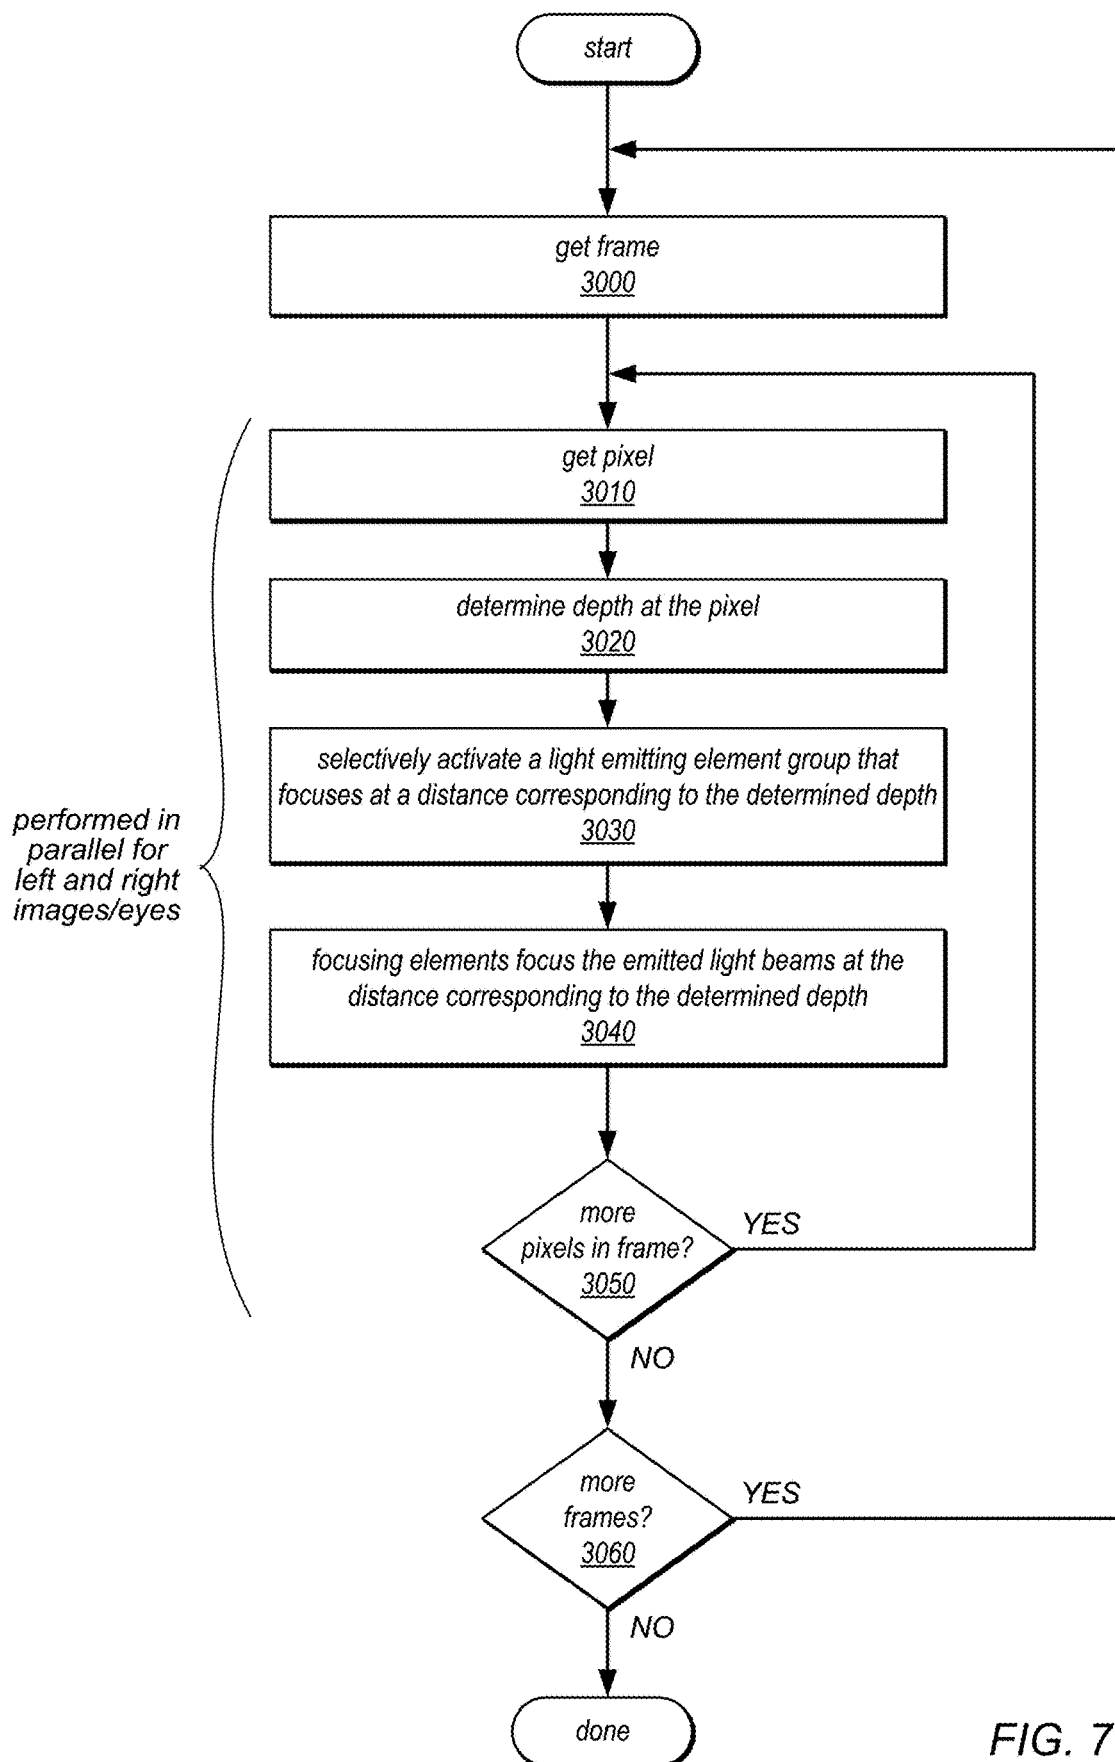 start
get frame
3000
get pixel
3010
determine depth at the pixel
3020
selectively activate a light emitting element group that
focuses at a distance corresponding to the determined depth
3030
performed in
parallel for
left and right
images/eyes
focusing elements focus the emitted light beams at the
distance corresponding to the determined depth
3040
more
pixels in frame?
3050
YES
NO
more
frames?
3060
YES
NO
done
FIG. 7